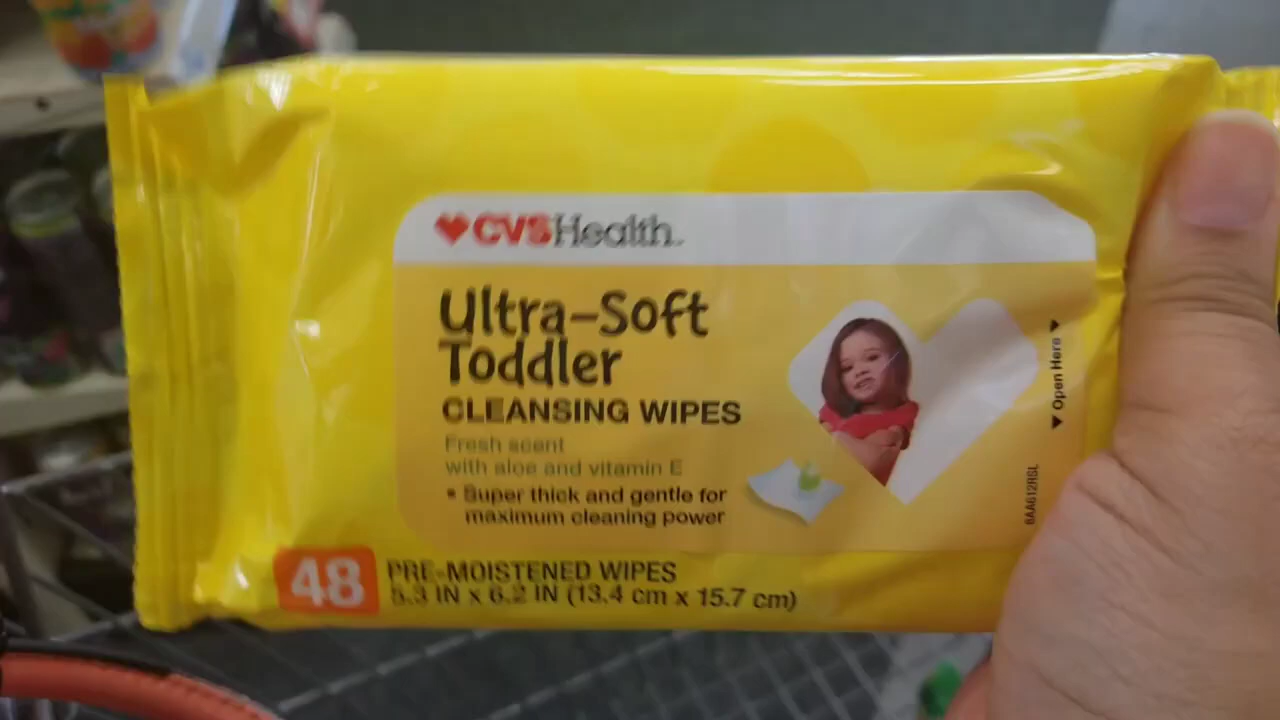 CVSHealth.
Ultra-Soft
Toddler
CLEANSING WIPES
Fresh scent
with aloe and vitamin E
• Super thick and gentle for
maximum cleaning power
48 PRE-MOISTENED WIPES
5.3 IN x 6.2 IN (13.4 cm x 15.7 cm)
◄ Open Here ►